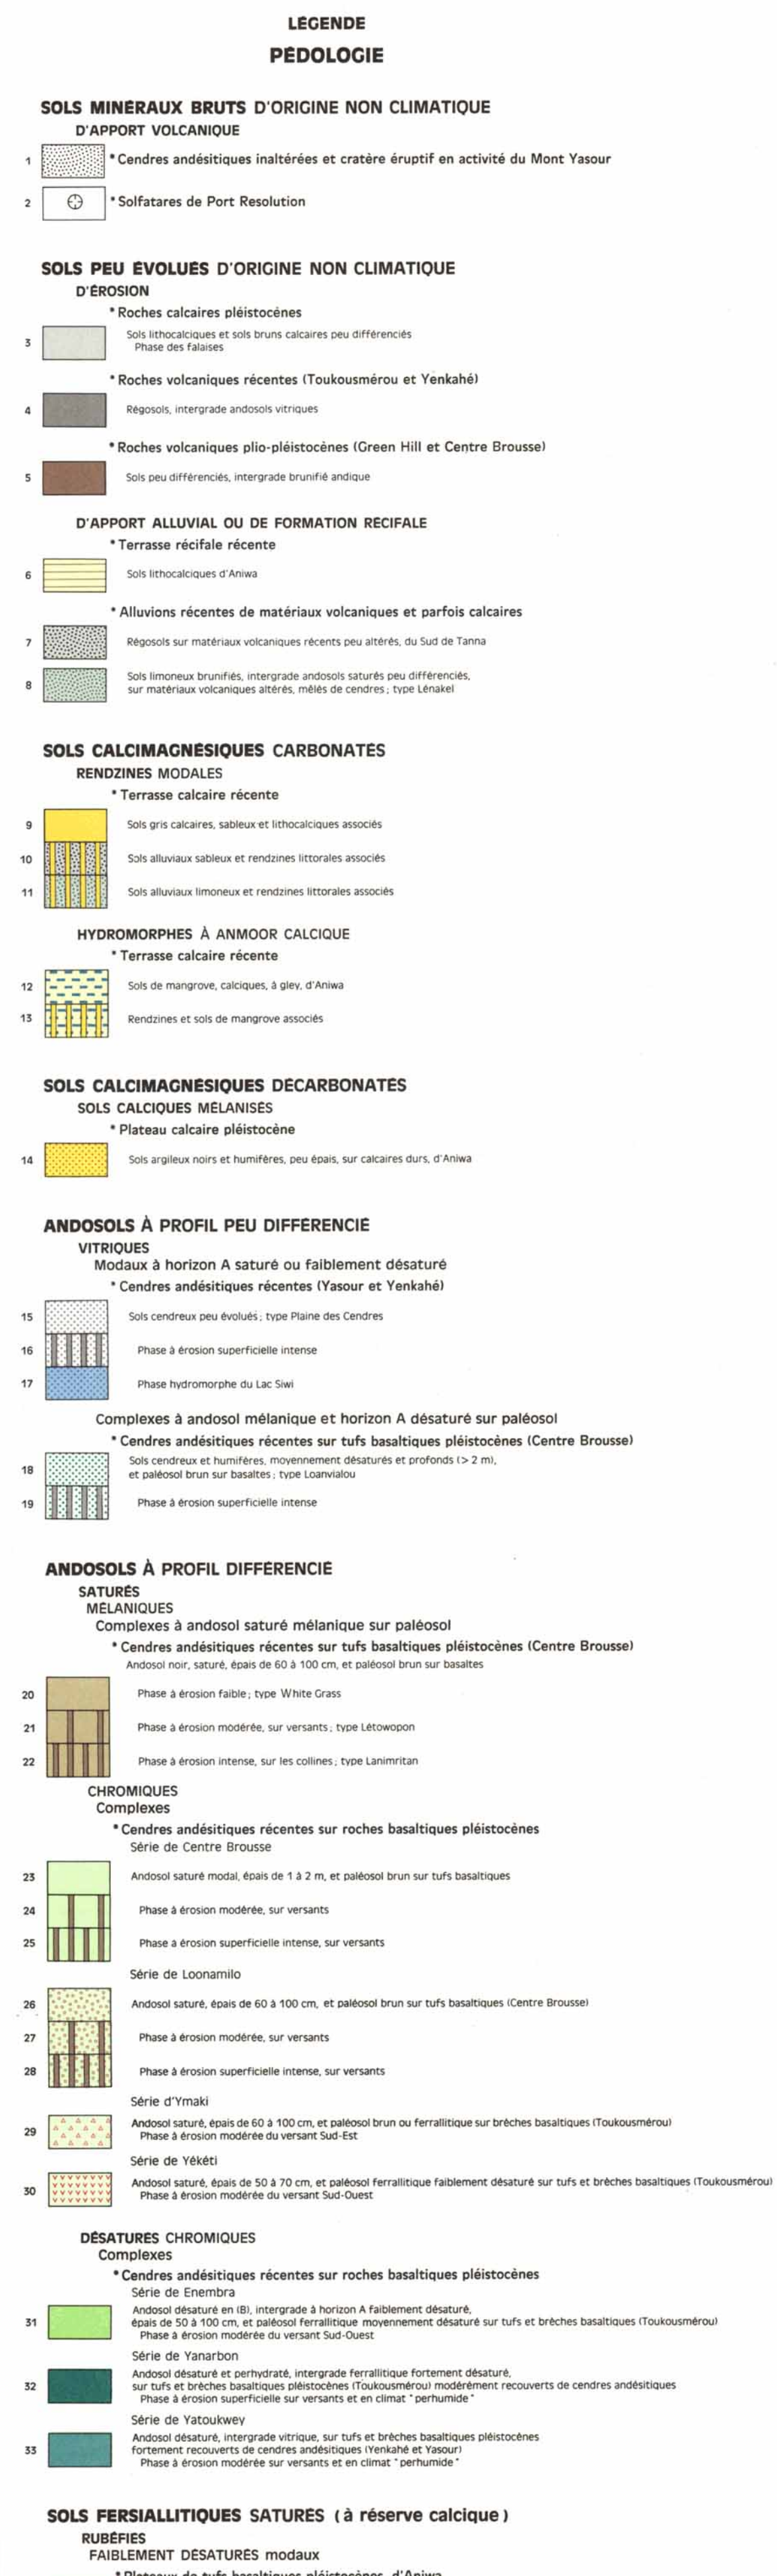 LÉGENDE
PÉDOLOGIE
SOLS MINÉRAUX BRUTS D'ORIGINE NON CLIMATIQUE
D'APPORT VOLCANIQUE
1 * Cendres andésitiques inaltérées et cratère éruptif en activité du Mont Yasour
2 * Solfatares de Port Resolution
SOLS PEU ÉVOLUÉS D'ORIGINE NON CLIMATIQUE
D'ÉROSION
* Roches calcaires pléistocènes
3 Sols lithocalciques et sols bruns calcaires peu différenciés
Phase des falaises
* Roches volcaniques récentes (Toukousmérou et Yenkahé)
4 Régosols, intergrade andosols vitriques
* Roches volcaniques plio-pléistocènes (Green Hill et Centre Brousse)
5 Sols peu différenciés, intergrade brunifié andique
D'APPORT ALLUVIAL OU DE FORMATION RÉCIFALE
* Terrasse récifale récente
6 Sols lithocalciques d'Aniwa
* Alluvions récentes de matériaux volcaniques et parfois calcaires
7 Régosols sur matériaux volcaniques récents peu altérés, du Sud de Tanna
8 Sols limoneux brunifiés, intergrade andosols saturés peu différenciés,
sur matériaux volcaniques altérés, mêlés de cendres ; type Lénakel
SOLS CALCIMAGNÉSIQUES CARBONATÉS
RENDZINES MODALES
* Terrasse calcaire récente
9 Sols gris calcaires, sableux et lithocalciques associés
10 Sols alluviaux sableux et rendzines littorales associés
11 Sols alluviaux limoneux et rendzines littorales associés
HYDROMORPHES À ANMOOR CALCIQUE
* Terrasse calcaire récente
12 Sols de mangrove, calciques, à gley, d'Aniwa
13 Rendzines et sols de mangrove associés
SOLS CALCIMAGNÉSIQUES DÉCARBONATÉS
SOLS CALCIQUES MÉLANISÉS
* Plateau calcaire pléistocène
14 Sols argileux noirs et humifères, peu épais, sur calcaires durs, d'Aniwa
ANDOSOLS À PROFIL PEU DIFFÉRENCIÉ
VITRIQUES
Modaux à horizon A saturé ou faiblement désaturé
* Cendres andésitiques récentes (Yasour et Yenkahé)
15 Sols cendreux peu évolués ; type Plaine des Cendres
16 Phase à érosion superficielle intense
17 Phase hydromorphe du Lac Siwi
Complexes à andosol mélanique et horizon A désaturé sur paléosol
* Cendres andésitiques récentes sur tufs basaltiques pléistocènes (Centre Brousse)
18 Sols cendreux et humifères, moyennement désaturés et profonds (> 2 m),
et paléosol brun sur basaltes ; type Loanvialou
19 Phase à érosion superficielle intense
ANDOSOLS À PROFIL DIFFÉRENCIÉ
SATURÉS
MÉLANIQUES
Complexes à andosol saturé mélanique sur paléosol
* Cendres andésitiques récentes sur tufs basaltiques pléistocènes (Centre Brousse)
Andosol noir, saturé, épais de 60 à 100 cm, et paléosol brun sur basaltes
20 Phase à érosion faible ; type White Grass
21 Phase à érosion modérée, sur versants ; type Létowopon
22 Phase à érosion intense, sur les collines ; type Lanimritan
CHROMIQUES
Complexes
* Cendres andésitiques récentes sur roches basaltiques pléistocènes
Série de Centre Brousse
23 Andosol saturé modal, épais de 1 à 2 m, et paléosol brun sur tufs basaltiques
24 Phase à érosion modérée, sur versants
25 Phase a érosion superficielle intense, sur versants
Série de Loonamilo
26 Andosol saturé, épais de 60 à 100 cm, et paléosol brun sur tufs basaltiques (Centre Brousse)
27 Phase à érosion modérée, sur versants
28 Phase à érosion superficielle intense, sur versants
Série d'Ymaki
29 Andosol saturé, épais de 60 à 100 cm, et paléosol brun ou ferrallitique sur brèches basaltiques (Toukousmérou)
Phase à érosion modérée du versant Sud-Est
Série de Yékéti
30 Andosol saturé, épais de 50 à 70 cm, et paléosol ferrallitique faiblement désaturé sur tufs et brèches basaltiques (Toukousmérou)
Phase à érosion modérée du versant Sud-Ouest
DÉSATURÉS CHROMIQUES
Complexes
* Cendres andésitiques récentes sur roches basaltiques pléistocènes
Série de Enembra
31 Andosol désaturé en (B), intergrade à horizon A faiblement désaturé,
épais de 50 à 100 cm, et paléosol ferrallitique moyennement désaturé sur tufs et brèches basaltiques (Toukousmérou)
Phase à érosion modérée du versant Sud-Ouest
Série de Yanarbon
32 Andosol désaturé et perhydraté, intergrade ferrallitique fortement désaturé,
sur tufs et brèches basaltiques pléistocènes (Toukousmérou) modérément recouverts de cendres andésitiques
Phase à érosion superficielle sur versants et en climat "perhumide"
Série de Yatoukwey
33 Andosol désaturé, intergrade vitrique, sur tufs et brèches basaltiques pléistocènes
fortement recouverts de cendres andésitiques (Yenkahé et Yasour)
Phase à érosion modérée sur versants et en climat "perhumide"
SOLS FERSIALLITIQUES SATURÉS (à réserve calcique)
RUBÉFIÉS
FAIBLEMENT DÉSATURÉS modaux
* Plateaux de tufs basaltiques pléistocènes, d'Aniwa